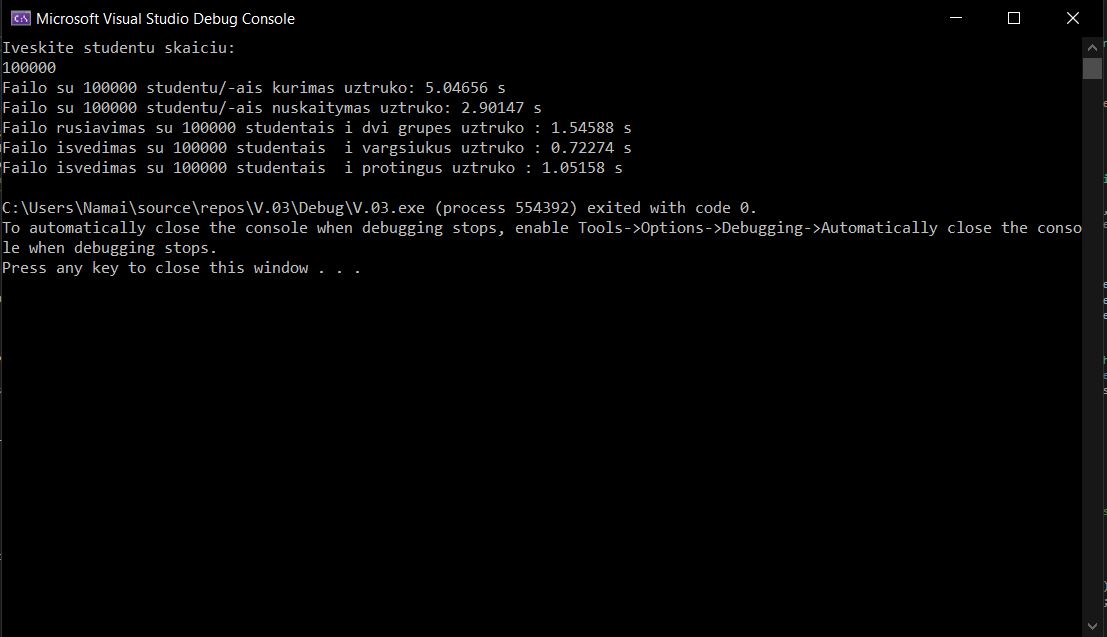 Microsoft Visual Studio Debug Console
Iveskite studentu skaiciu:
100000
Failo su 100000 studentu/-ais kurimas uztruko: 5.04656 s
Failo su 100000 studentu/-ais nuskaitymas uztruko: 2.90147 s
Failo rusiavimas su 100000 studentais i dvi grupes uztruko : 1.54588 s
Failo isvedimas su 100000 studentais  i vargsiukus uztruko : 0.72274 s
Failo isvedimas su 100000 studentais  i protingus uztruko : 1.05158 s
C:\Users\Namai\source\repos\V.03\Debug\V.03.exe (process 554392) exited with code 0.
To automatically close the console when debugging stops, enable Tools->Options->Debugging->Automatically close the conso
le when debugging stops.
Press any key to close this window . . .